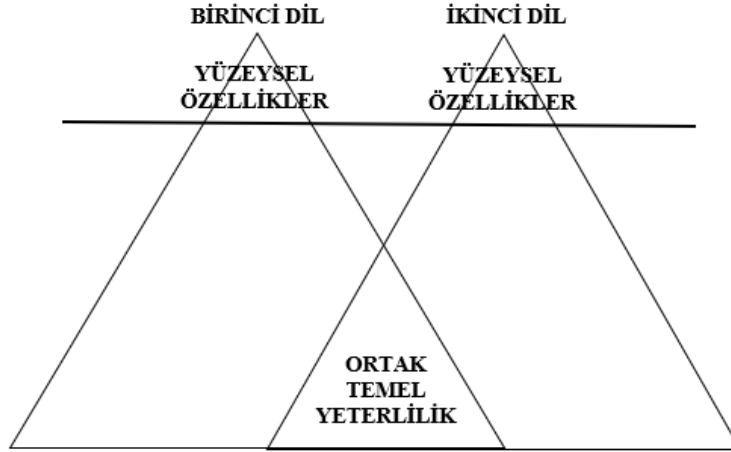 BİRİNCİ DİL
İKİNCİ DİL
YÜZEYSEL
ÖZELLİKLER
YÜZEYSEL
ÖZELLİKLER
ORTAK
TEMEL
YETERLİLİK